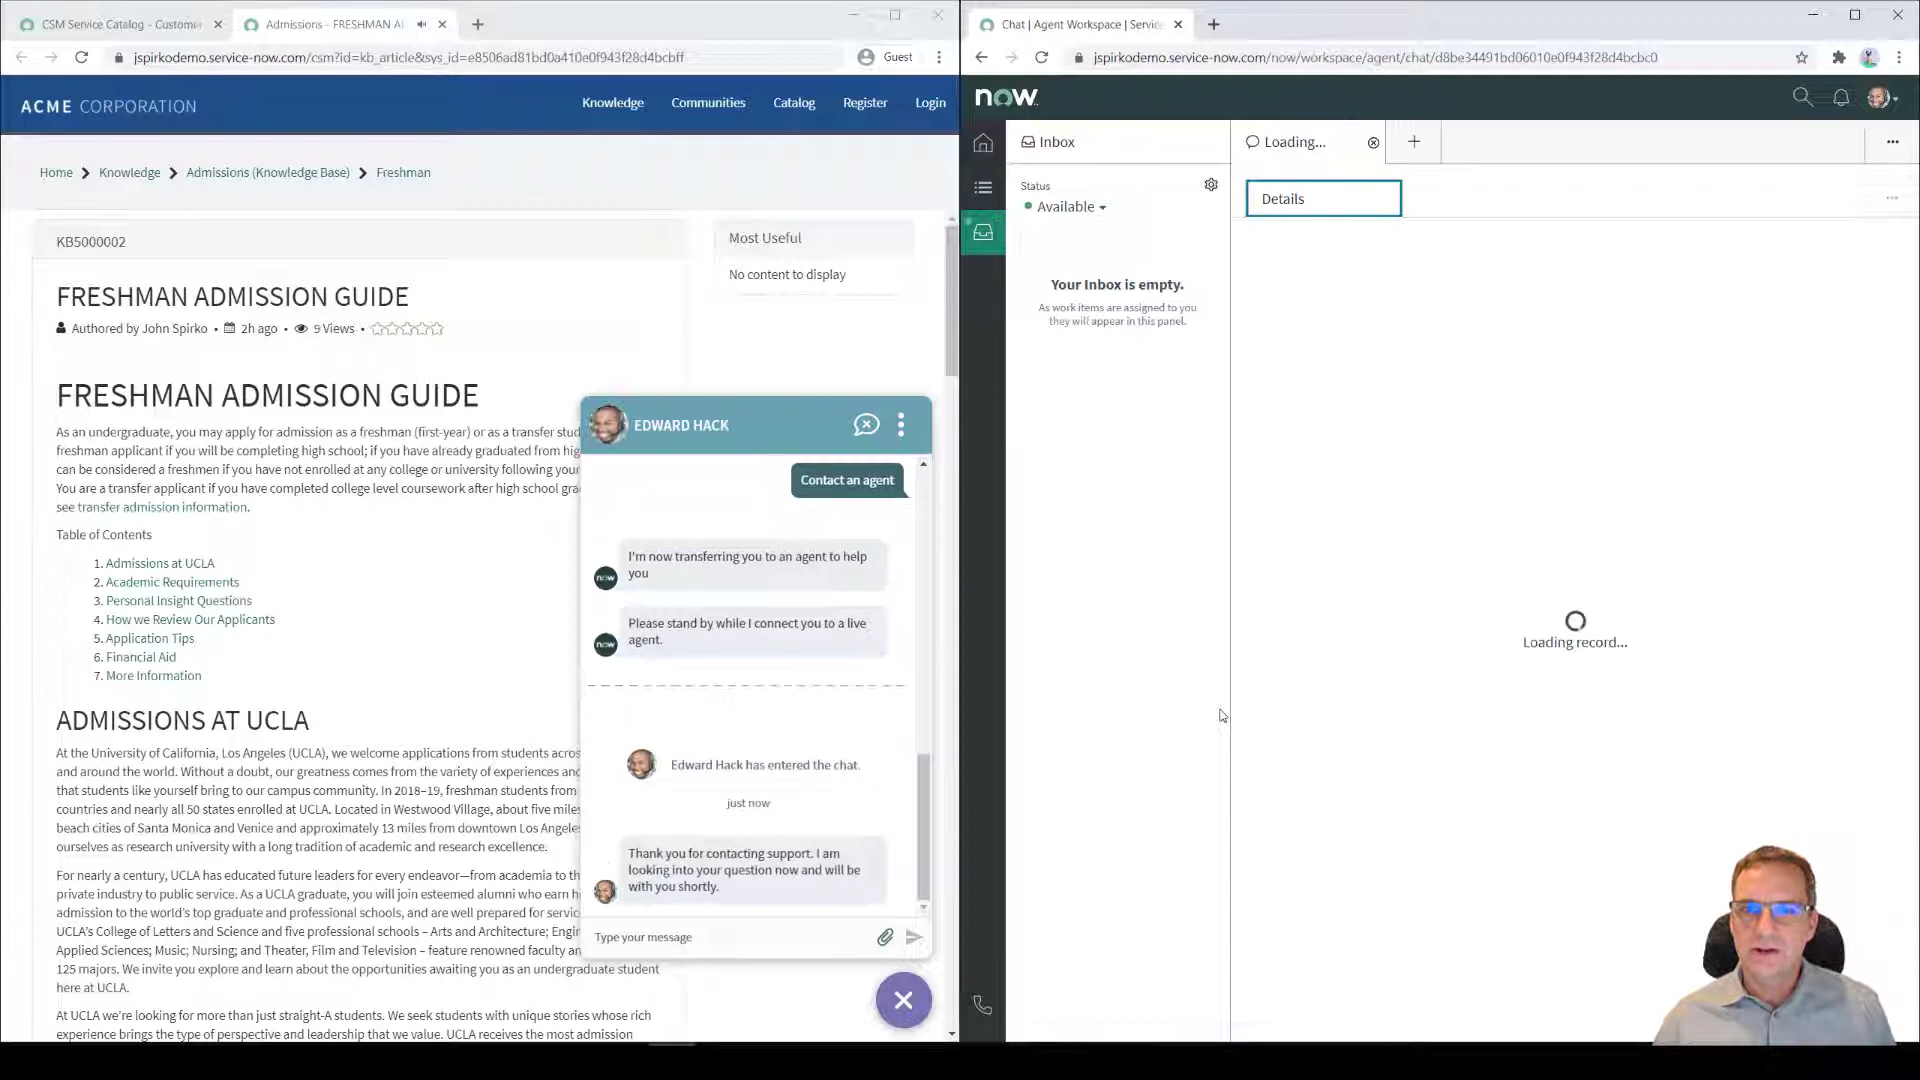 CSM Service Catalog - Customer
Admissions - FRESHMAN AD
jspirkodemo.service-now.com/csm?id=kb_article&sys_id=e8506ad81bd0a410e0f943f28d4bcbff
Guest
ACME CORPORATION
Knowledge
Communities
Catalog
Register
Login
Home
Knowledge
Admissions (Knowledge Base)
Freshman
KB5000002
FRESHMAN ADMISSION GUIDE
Authored by John Spirko • 2h ago • 9 Views •
Most Useful
No content to display
FRESHMAN ADMISSION GUIDE
As an undergraduate, you may apply for admission as a freshman (first-year) or as a transfer stud
freshman applicant if you will be completing high school; if you have already graduated from hig
can be considered a freshmen if you have not enrolled at any college or university following your
You are a transfer applicant if you have completed college level coursework after high school gra
see transfer admission information.
Table of Contents
1. Admissions at UCLA
2. Academic Requirements
3. Personal Insight Questions
4. How we Review Our Applicants
5. Application Tips
6. Financial Aid
7. More Information
ADMISSIONS AT UCLA
At the University of California, Los Angeles (UCLA), we welcome applications from students acros
and around the world. Without a doubt, our greatness comes from the variety of experiences and
that students like yourself bring to our campus community. In 2018–19, freshman students from
countries and nearly all 50 states enrolled at UCLA. Located in Westwood Village, about five miles
beach cities of Santa Monica and Venice and approximately 13 miles from downtown Los Angeles
ourselves as research university with a long tradition of academic and research excellence.
For nearly a century, UCLA has educated future leaders for every endeavor—from academia to th
private industry to public service. As a UCLA graduate, you will join esteemed alumni who earn h
admission to the world's top graduate and professional schools, and are well prepared for servic
UCLA's College of Letters and Science and five professional schools – Arts and Architecture; Engin
Applied Sciences; Music; Nursing; and Theater, Film and Television – feature renowned faculty an
125 majors. We invite you explore and learn about the opportunities awaiting you as an undergraduate student
here at UCLA.
At UCLA we're looking for more than just straight-A students. We seek students with unique stories whose rich
experience brings the type of perspective and leadership that we value. UCLA receives the most admission
EDWARD HACK
Contact an agent
I'm now transferring you to an agent to help
you
now
Please stand by while I connect you to a live
agent.
now
Edward Hack has entered the chat.
just now
Thank you for contacting support. I am
looking into your question now and will be
with you shortly.
Type your message
Chat | Agent Workspace | Service
jspirkodemo.service-now.com/now/workspace/agent/chat/d8be34491bd06010e0f943f28d4bcbc0
now
Inbox
Loading...
Status
Available
Details
Your Inbox is empty.
As work items are assigned to you
they will appear in this panel.
Loading record...